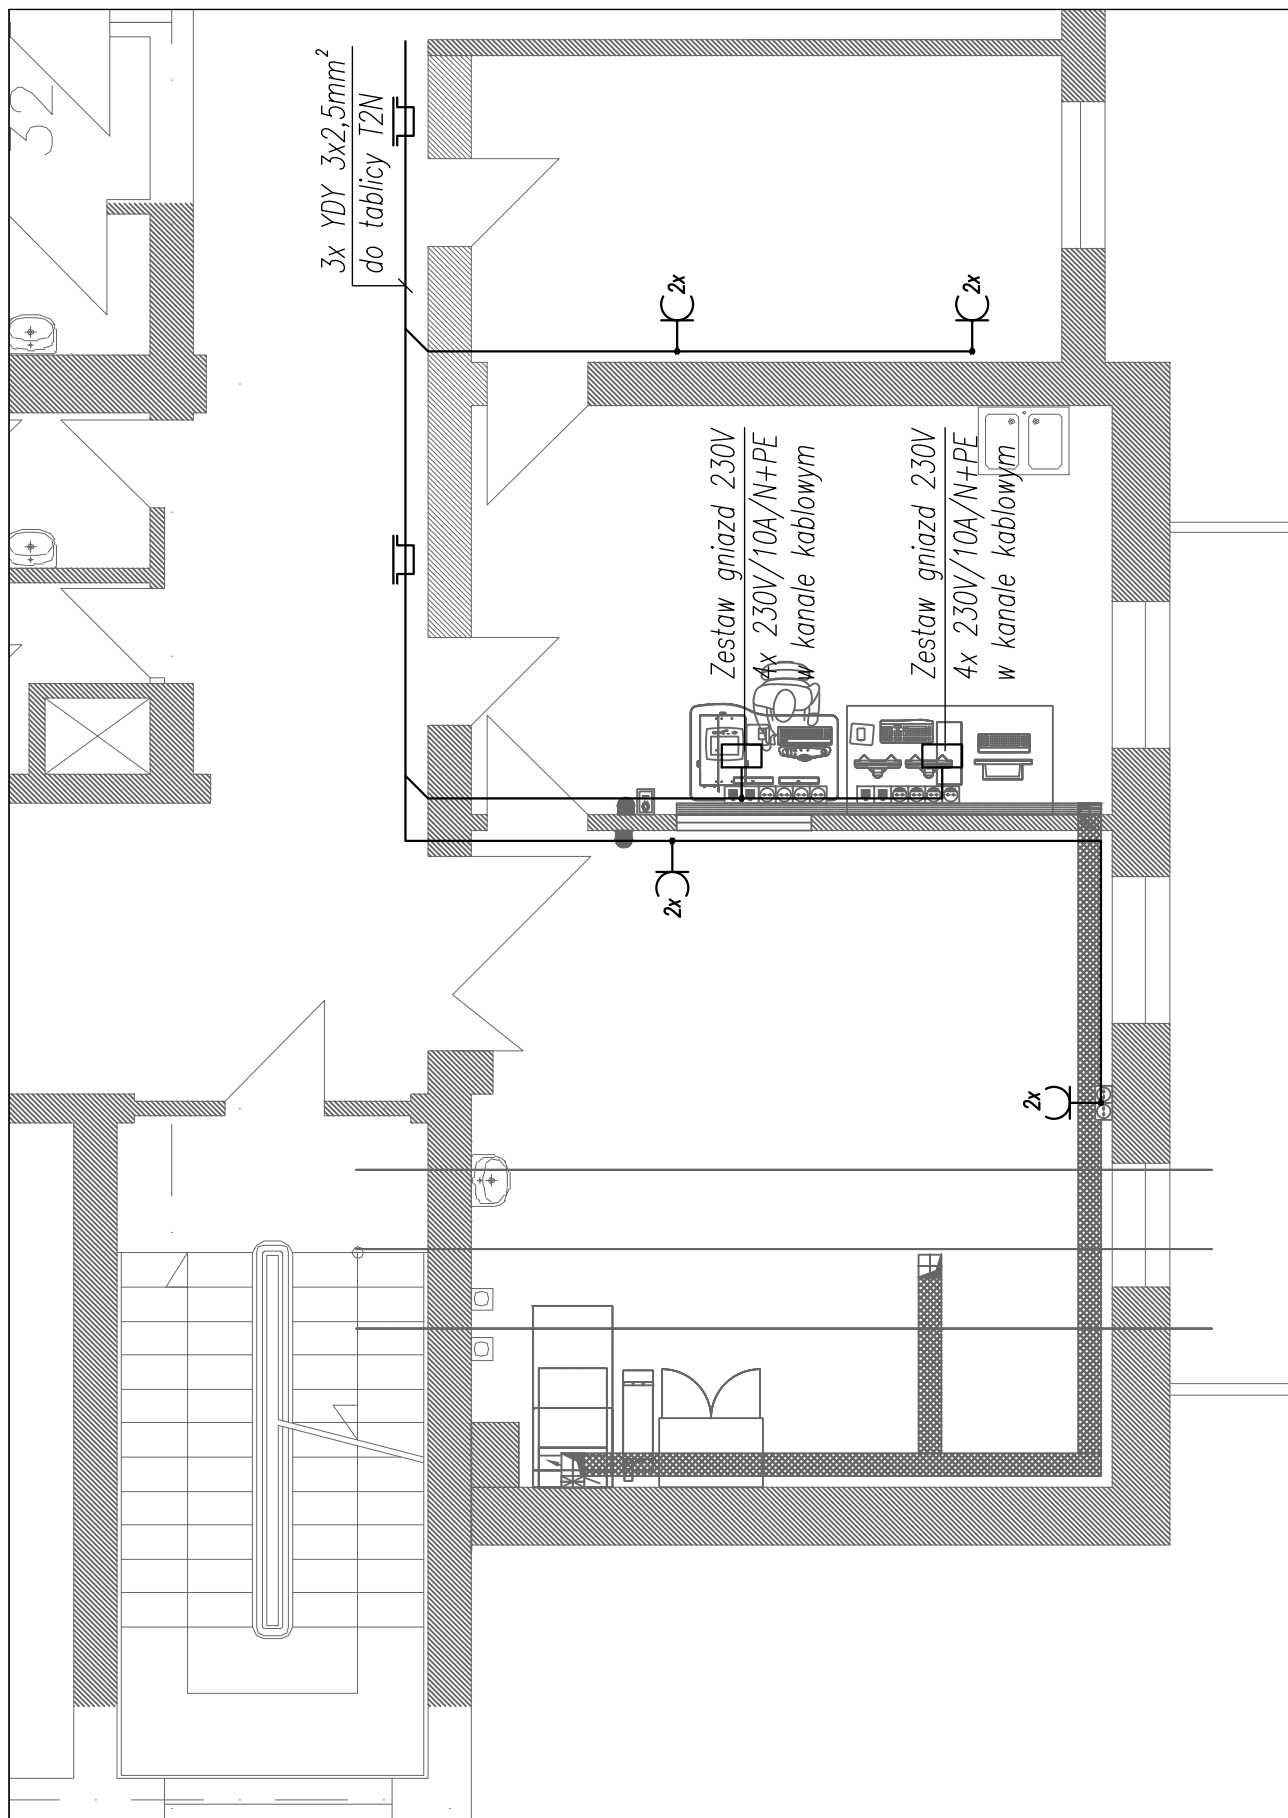 32
3x YDY 3x2,5mm²
do tablicy T2N
2x
2x
Zestaw gniazd 230V
4x 230V/10A/N+PE
w kanale kablowym
Zestaw gniazd 230V
4x 230V/10A/N+PE
w kanale kablowym
2x
2x